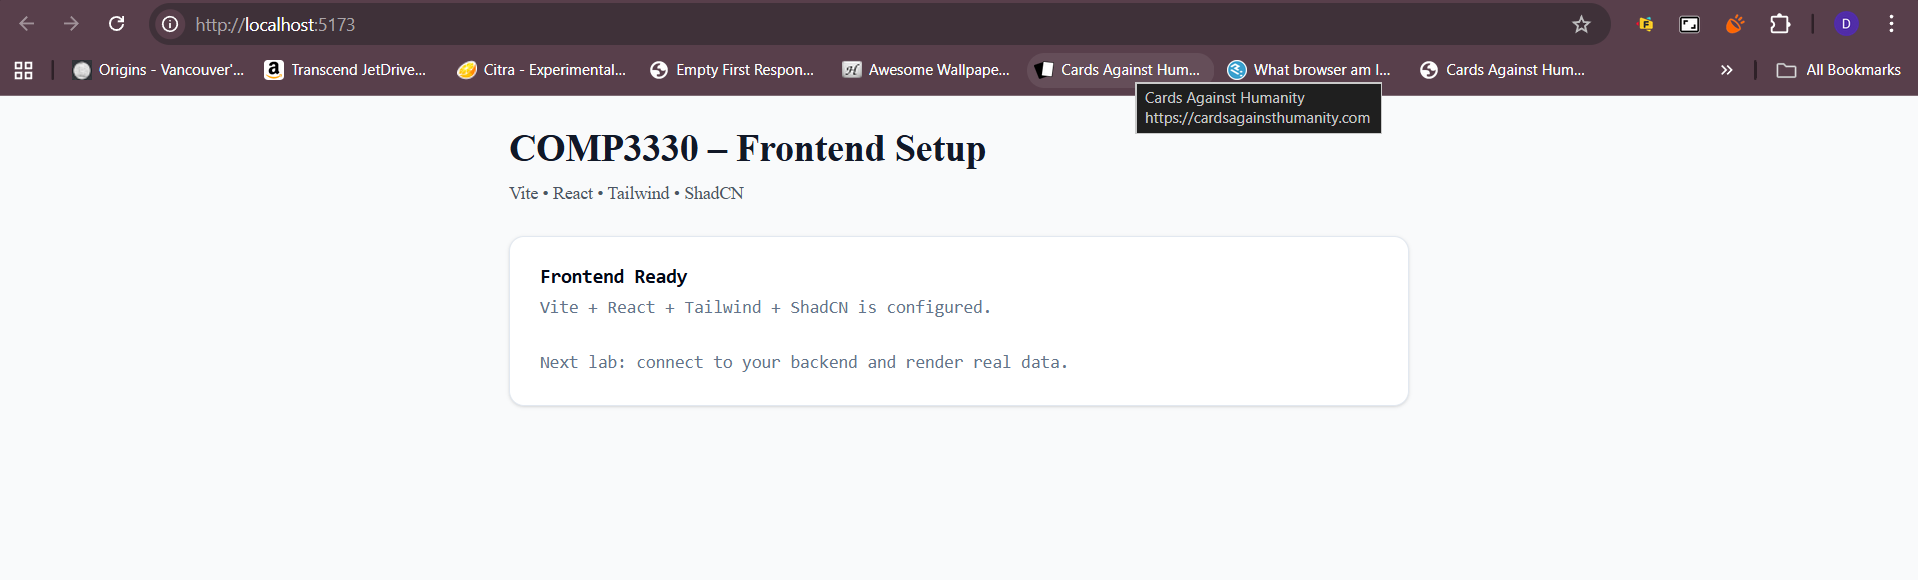 http://localhost:5173
D
Origins - Vancouver'...
Transcend JetDrive...
Citra - Experimental...
Empty First Respon...
Awesome Wallpape...
Cards Against Hum...
What browser am I...
Cards Against Hum...
All Bookmarks
Cards Against Humanity
https://cardsagainsthumanity.com
COMP3330 – Frontend Setup
Vite • React • Tailwind • ShadCN
Frontend Ready
Vite + React + Tailwind + ShadCN is configured.
Next lab: connect to your backend and render real data.